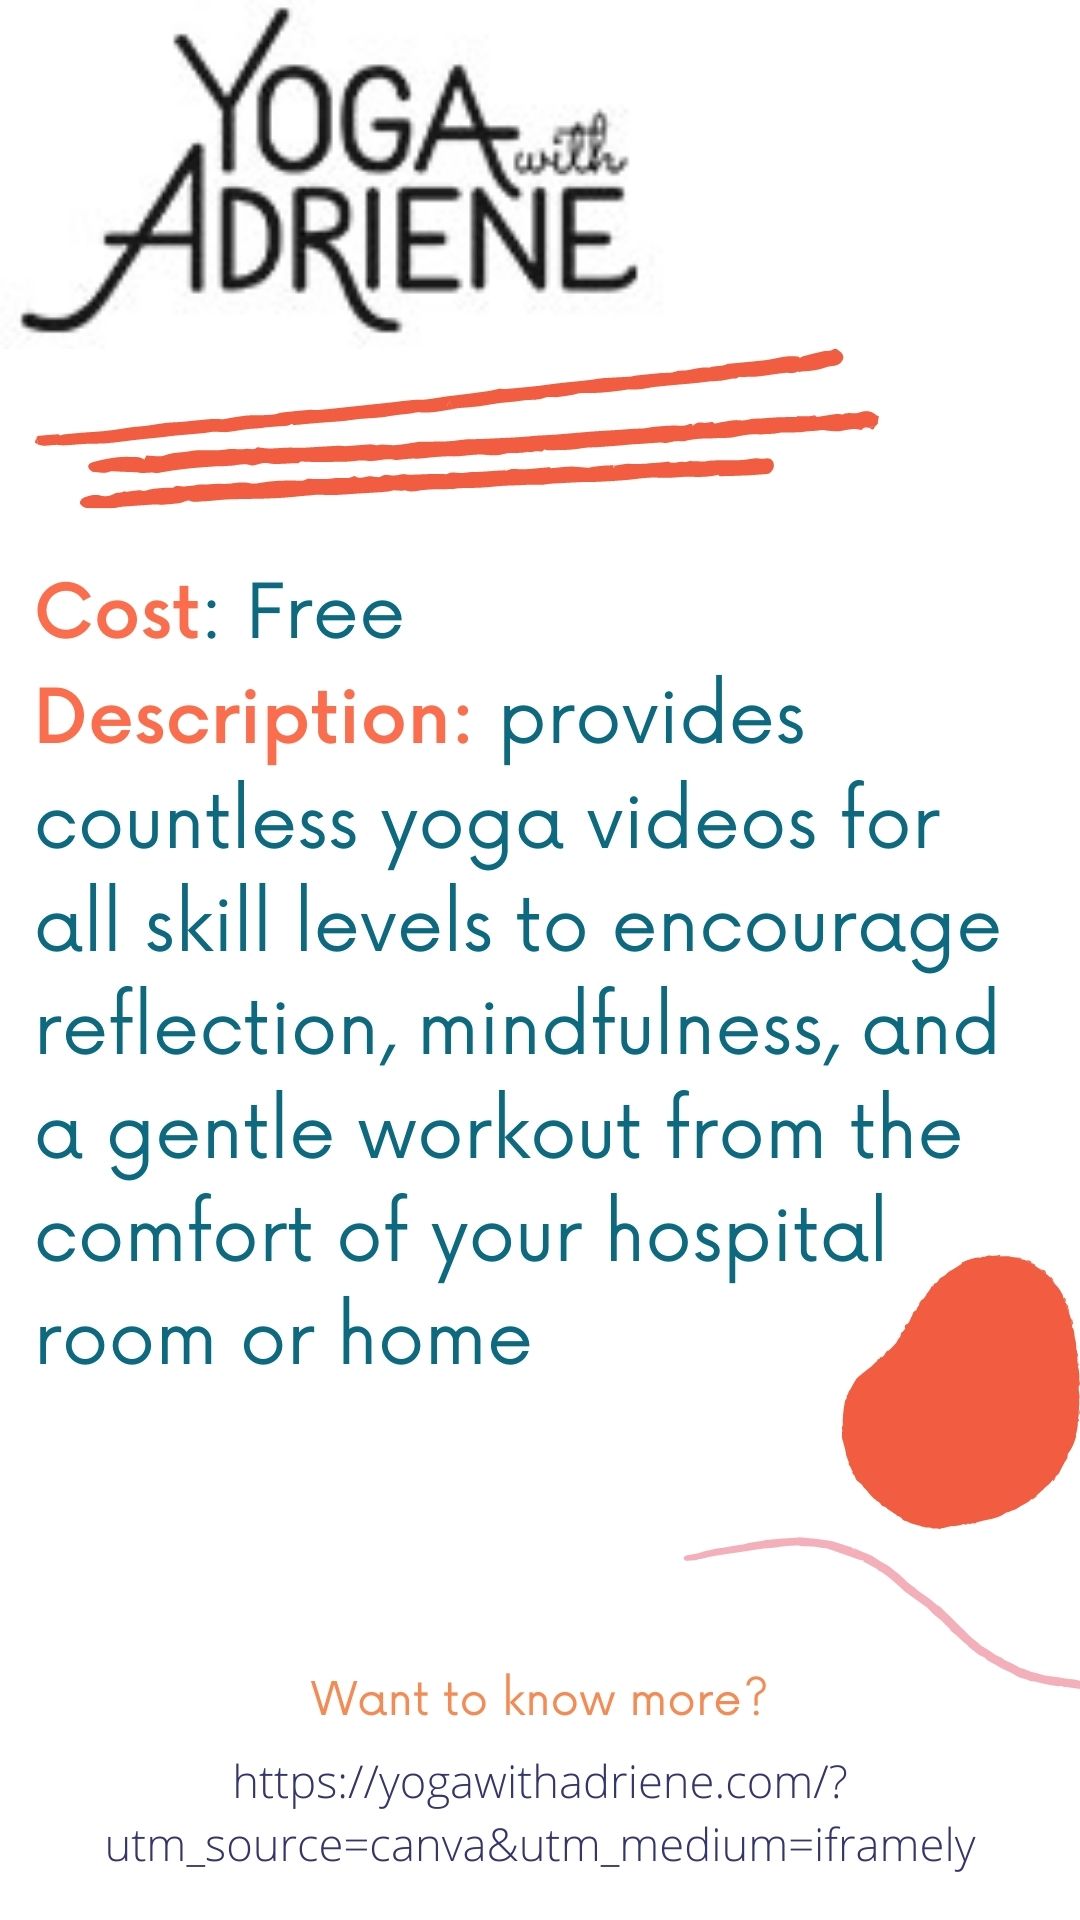 YOGA with
ADRIENE
Cost: Free
Description: provides
countless yoga videos for
all skill levels to encourage
reflection, mindfulness, and
a gentle workout from the
comfort of your hospital
room or home
Want to know more?
https://yogawithadriene.com/?
utm_source=canva&utm_medium=iframely